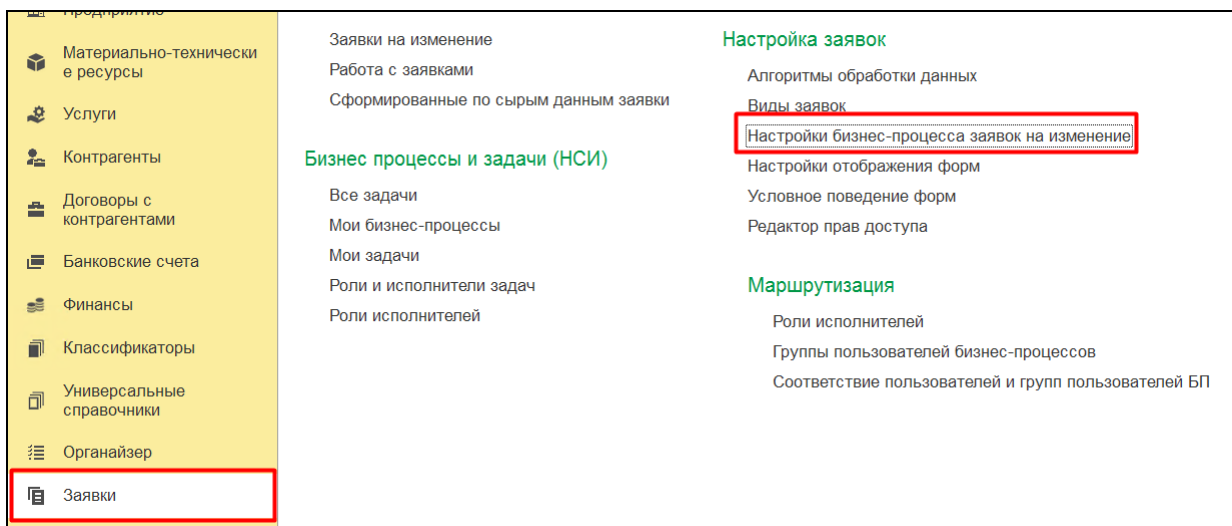 Предприятие
Материально-технически
е ресурсы
Услуги
Контрагенты
Договоры с
контрагентами
Банковские счета
Финансы
Классификаторы
Универсальные
справочники
Органайзер
Заявки
Заявки на изменение
Работа с заявками
Сформированные по сырым данным заявки
Бизнес процессы и задачи (НСИ)
Все задачи
Мои бизнес-процессы
Мои задачи
Роли и исполнители задач
Роли исполнителей
Настройка заявок
Алгоритмы обработки данных
Виды заявок
Настройки бизнес-процесса заявок на изменение
Настройки отображения форм
Условное поведение форм
Редактор прав доступа
Маршрутизация
Роли исполнителей
Группы пользователей бизнес-процессов
Соответствие пользователей и групп пользователей БП